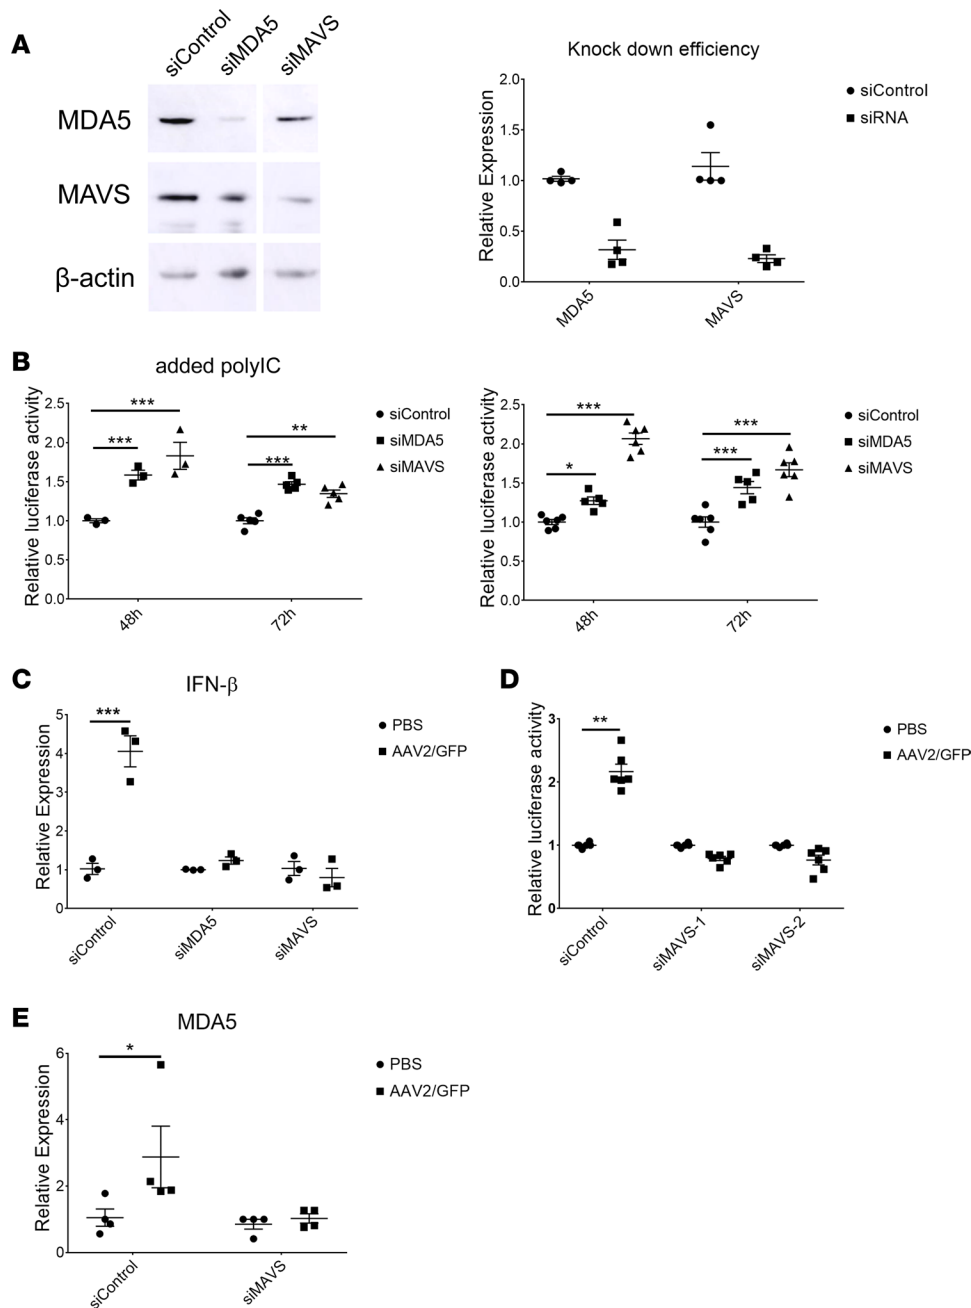 A
siControl
siMDA5
siMAVS
MDA5
MAVS
β-actin
Knock down efficiency
Relative Expression
2.0
1.5
1.0
0.5
0.0
MDA5
MAVS
siControl
siRNA
B
added polyIC
Relative luciferase activity
2.5
2.0
1.5
1.0
0.5
0.0
***
***
**
***
48h
72h
siControl
siMDA5
siMAVS
Relative luciferase activity
2.5
2.0
1.5
1.0
0.5
0.0
***
*
***
***
48h
72h
siControl
siMDA5
siMAVS
C
IFN-β
Relative Expression
5
4
3
2
1
0
***
siControl
siMDA5
siMAVS
PBS
AAV2/GFP
D
Relative luciferase activity
3
2
1
0
**
siControl
siMAVS-1
siMAVS-2
PBS
AAV2/GFP
E
MDA5
Relative Expression
6
4
2
0
*
siControl
siMAVS
PBS
AAV2/GFP